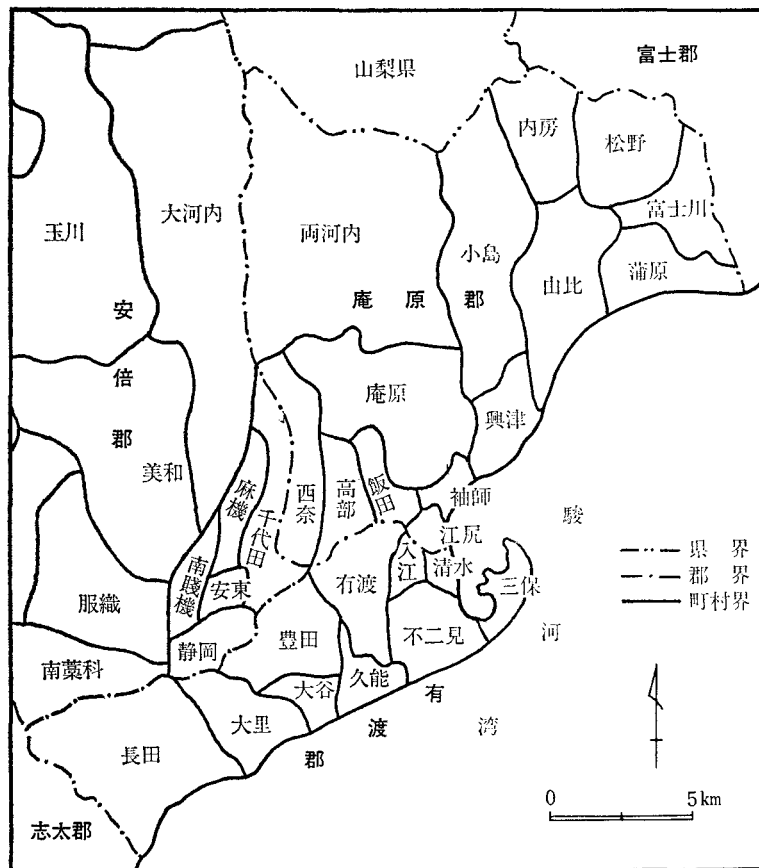 山梨県
富士郡
内房
松野
玉川
大河内
両河内
小島
富士川
由比
蒲原
庵原郡
安倍郡
庵原
興津
美和
麻機
千代田
西奈
高部
飯田
袖師
江尻
入江
清水
三保
駿河湾
県界
郡界
町村界
服織
南賤機
安東
有渡
静岡
豊田
不二見
南藁科
大谷
久能
有渡郡
大里
長田
志太郡
0
5km